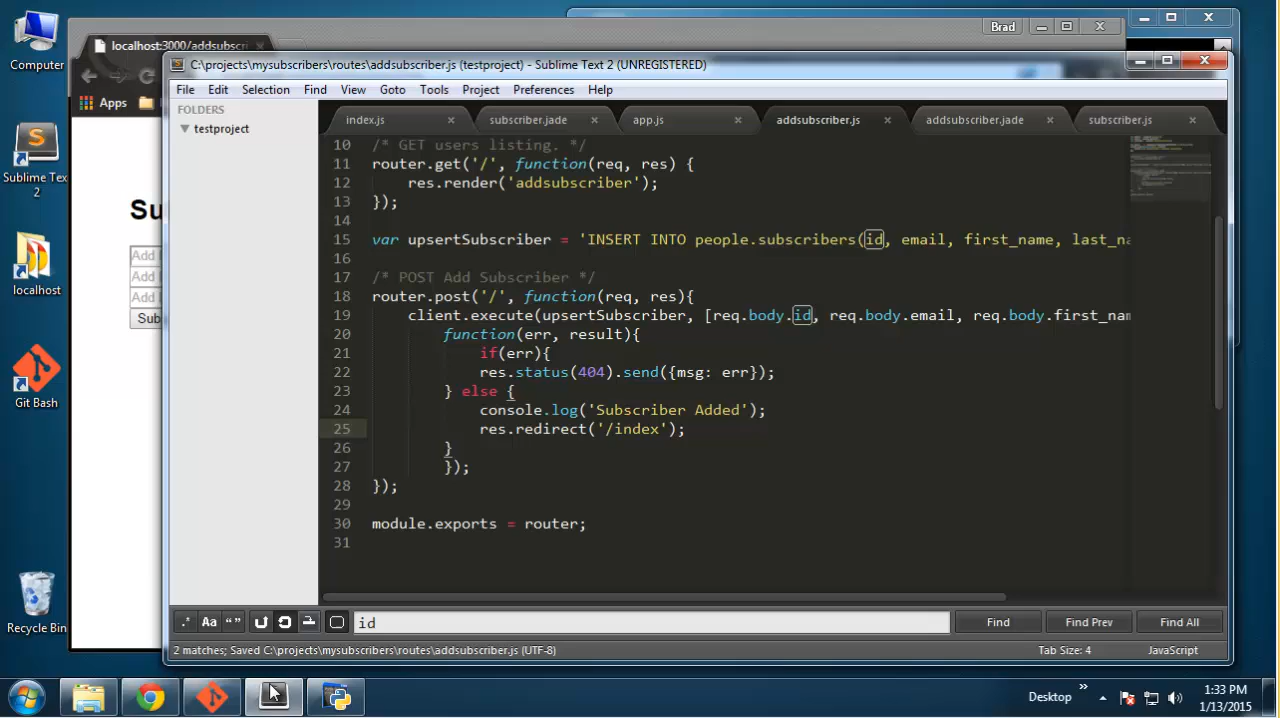 Computer
Sublime Text
2
localhost
Git Bash
Recycle Bin
Brad
localhost:3000/addsubscri
Apps
Su
Add
Add
Add
Sub
C:\projects\mysubscribers\routes\addsubscriber.js (testproject) - Sublime Text 2 (UNREGISTERED)
File Edit Selection Find View Goto Tools Project Preferences Help
FOLDERS
testproject
index.js subscriber.jade app.js addsubscriber.js addsubscriber.jade subscriber.js
10 /* GET users listing. */
11 router.get('/', function(req, res) {
12 res.render('addsubscriber');
13 });
14
15 var upsertSubscriber = 'INSERT INTO people.subscribers(id, email, first_name, last_na
16
17 /* POST Add Subscriber */
18 router.post('/', function(req, res){
19 client.execute(upsertSubscriber, [req.body.id, req.body.email, req.body.first_nam
20 function(err, result){
21 if(err){
22 res.status(404).send({msg: err});
23 } else {
24 console.log('Subscriber Added');
25 res.redirect('/index');
26 }
27 });
28 });
29
30 module.exports = router;
31
.* Aa “” id Find Find Prev Find All
2 matches; Saved C:\projects\mysubscribers\routes\addsubscriber.js (UTF-8) Tab Size: 4 JavaScript
Desktop » 1:33 PM
1/13/2015